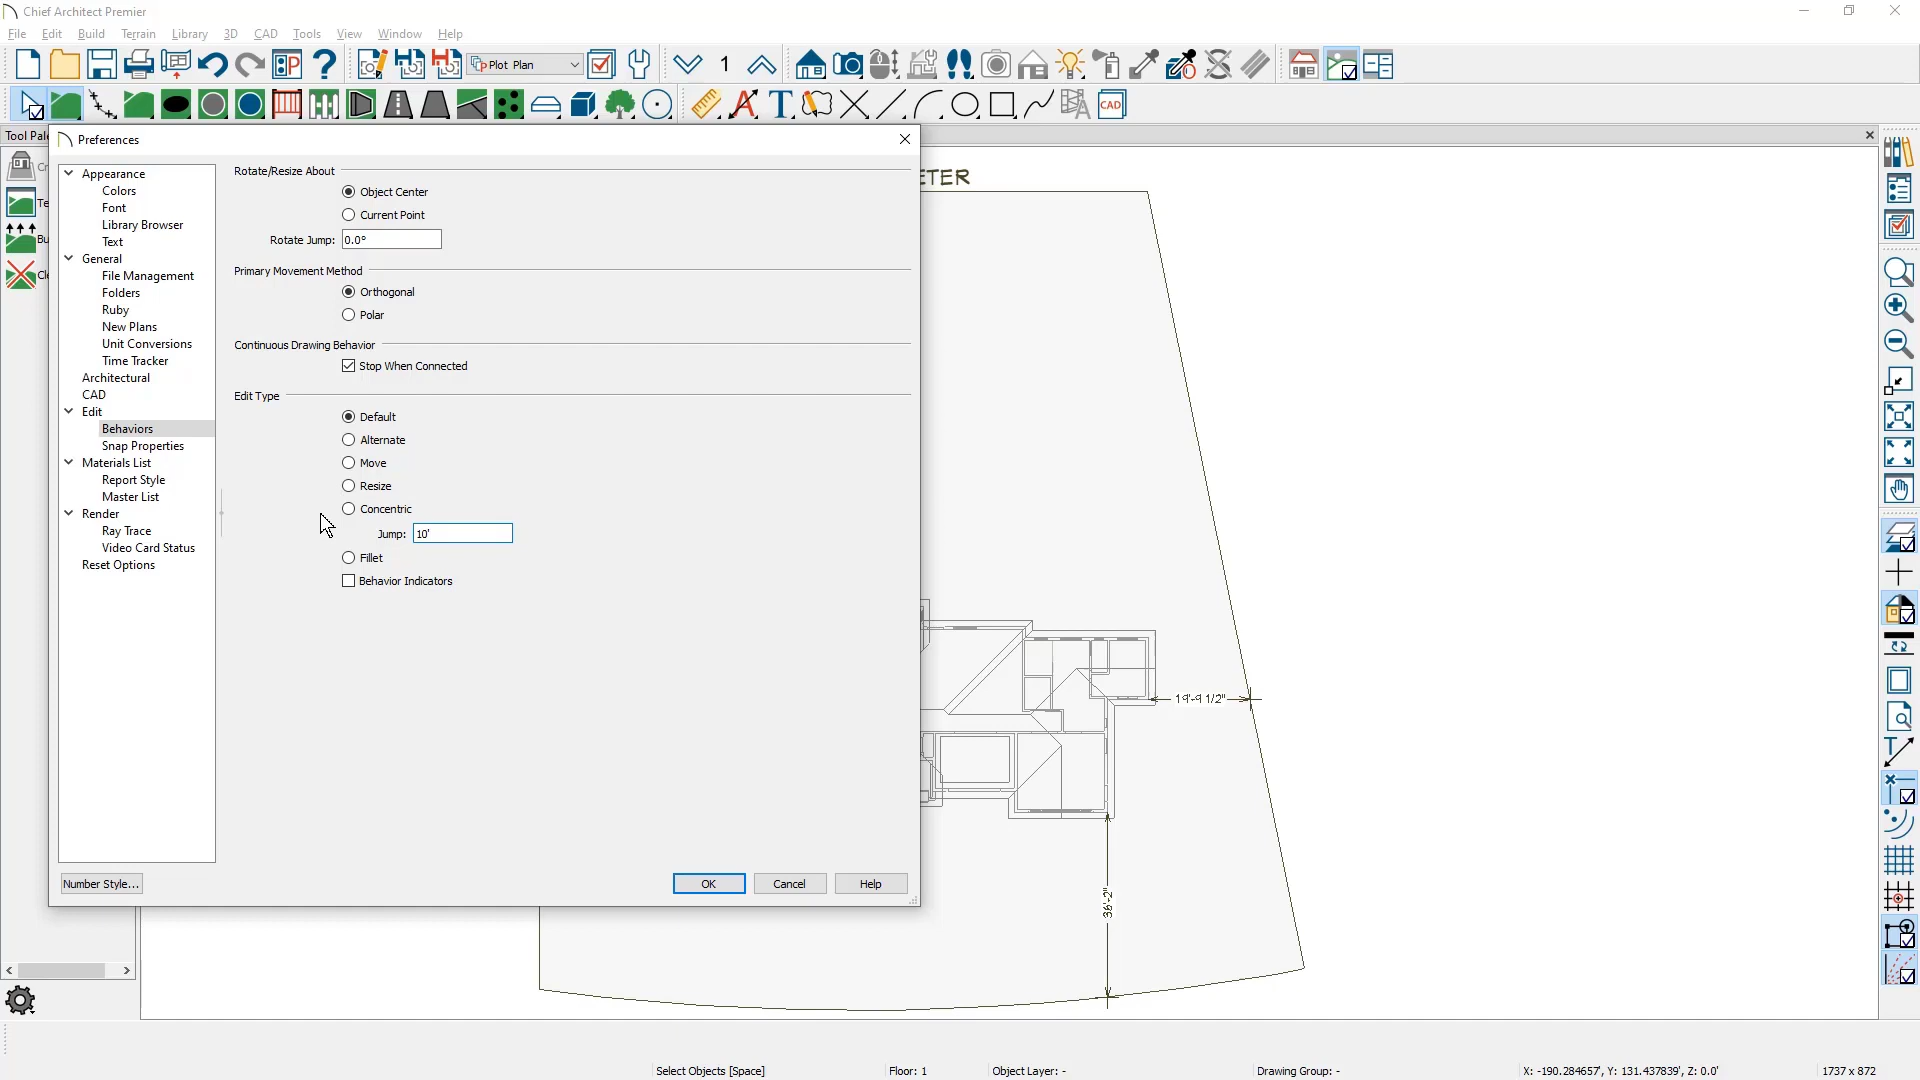 Chief Architect Premier
File Edit Build Terrain Library 3D CAD Tools View Window Help
Plot Plan
1
T
CAD
Tool Pal
Preferences
Appearance
Colors
Font
Library Browser
Text
General
File Management
Folders
Ruby
New Plans
Unit Conversions
Time Tracker
Architectural
CAD
Edit
Behaviors
Snap Properties
Materials List
Report Style
Master List
Render
Ray Trace
Video Card Status
Reset Options
Rotate/Resize About
Object Center
Current Point
Rotate Jump: 0.0°
Primary Movement Method
Orthogonal
Polar
Continuous Drawing Behavior
Stop When Connected
Edit Type
Default
Alternate
Move
Resize
Concentric
Jump: 10'
Fillet
Behavior Indicators
Number Style...
OK
Cancel
Help
ETER
19'-9 1/2"
36'-2"
Select Objects [Space]
Floor: 1
Object Layer: -
Drawing Group: -
X: -190.284657', Y: 131.437839', Z: 0.0'
1737 x 872